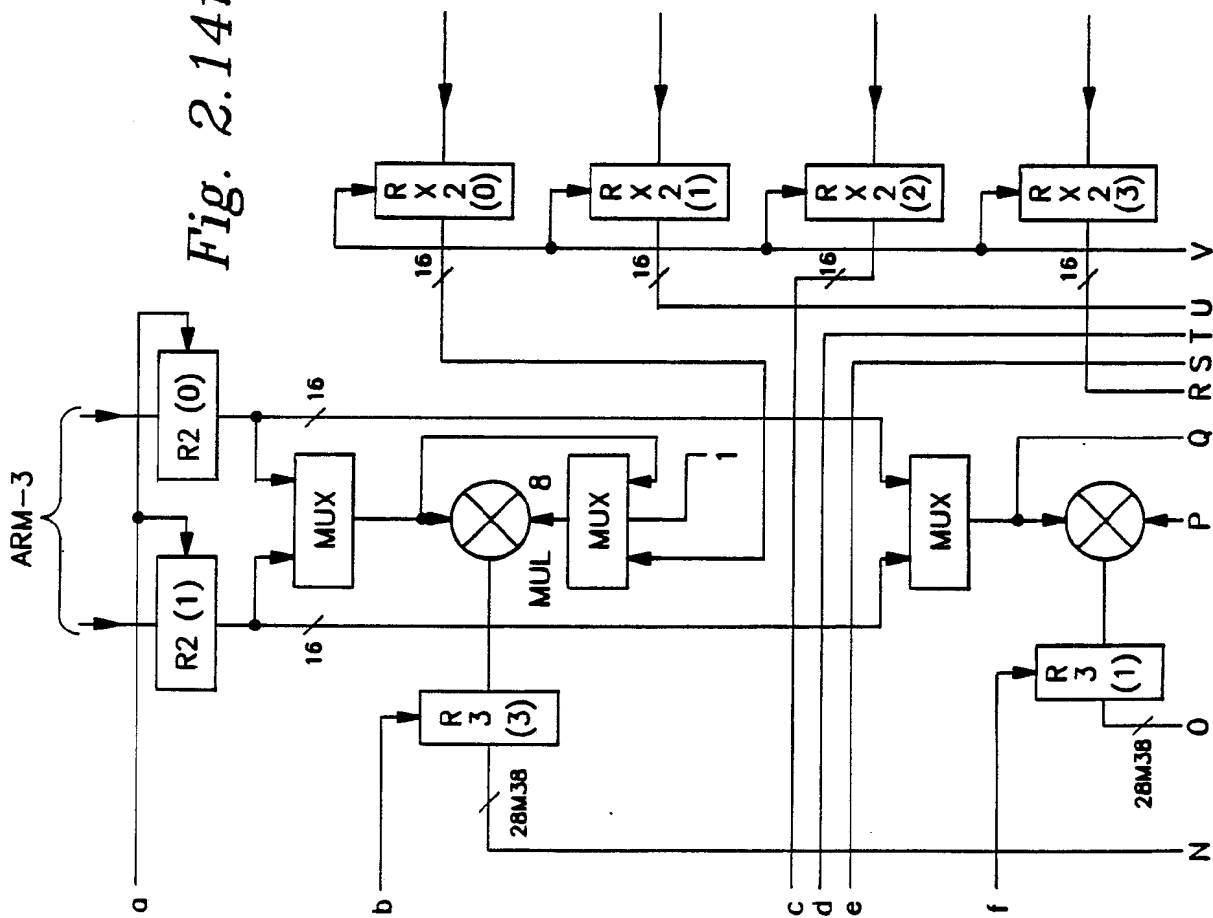 Fig. 2.14
ARM-3
a
R2 (1)
R2 (0)
16
16
MUX
MUL
8
MUX
1
b
R
3
(3)
28M38
R
X
2
(0)
R
X
2
(1)
R
X
2
(2)
R
X
2
(3)
16
16
16
16
c
d
e
f
MUX
R
3
(1)
28M38
N
O
P
Q
R
S
T
U
V